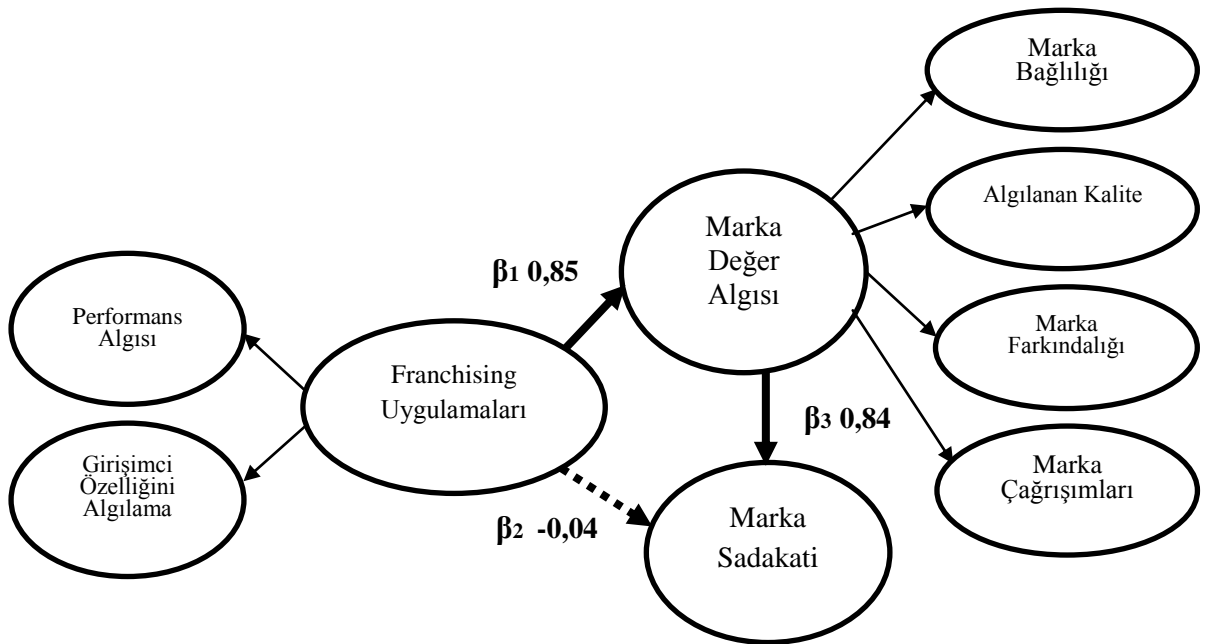 Marka
Bağlılığı
Algılanan Kalite
Marka
Değer
Algısı
β1 0,85
Performans
Algısı
Marka
Farkındalığı
Franchising
Uygulamaları
β3 0,84
Girişimci
Özelliğini
Algılama
Marka
Çağrışımları
β2 -0,04
Marka
Sadakati